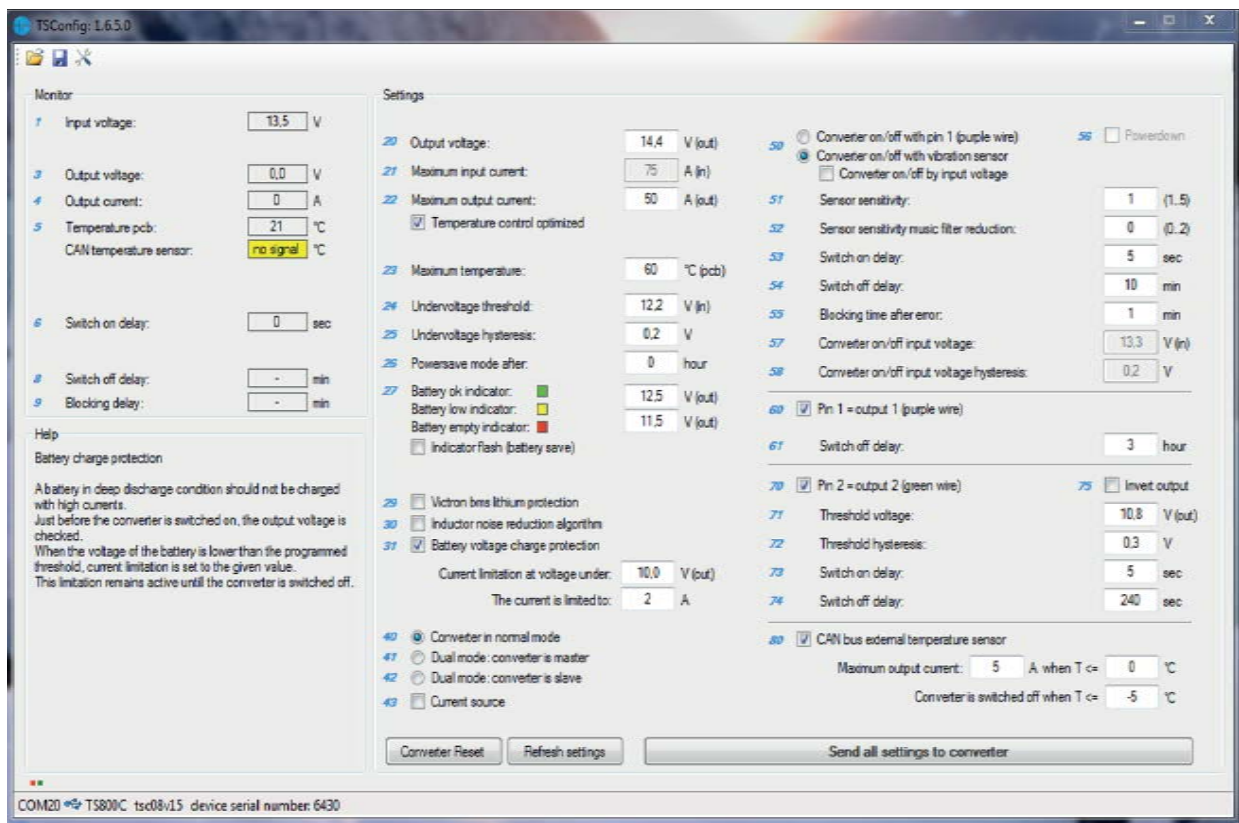 TSConfig: 1.6.5.0
Monitor
1 Input voltage: 13,5 V
3 Output voltage: 0,0 V
4 Output current: 0 A
5 Temperature pcb: 21 °C
CAN temperature sensor: no signal °C
6 Switch on delay: 0 sec
8 Switch off delay: - min
9 Blocking delay: - min
Help
Battery charge protection
A battery in deep discharge condition should not be charged
with high currents.
Just before the converter is switched on, the output voltage is
checked.
When the voltage of the battery is lower than the programmed
threshold, current limitation is set to the given value.
This limitation remains active untill the converter is switched off.
Settings
20 Output voltage: 14,4 V (out)
21 Maximum input current: 75 A (in)
22 Maximum output current: 50 A (out)
Temperature control optimized
23 Maximum temperature: 60 °C (pcb)
24 Undervoltage threshold: 12,2 V (in)
25 Undervoltage hysteresis: 0,2 V
26 Powersave mode after: 0 hour
27 Battery ok indicator: 12,5 V (out)
Battery low indicator:
Battery empty indicator: 11,5 V (out)
Indicator flash (battery save)
29 Victron bms lithium protection
30 Inductor noise reduction algorithm
31 Battery voltage charge protection
Current limitation at voltage under: 10,0 V (out)
The current is limited to: 2 A
40 Converter in normal mode
41 Dual mode: converter is master
42 Dual mode: converter is slave
43 Current source
Converter Reset
Refresh settings
50 Converter on/off with pin 1 (purple wire) 56 Powerdown
Converter on/off with vibration sensor
Converter on/off by input voltage
51 Sensor sensitivity: 1 (1..5)
52 Sensor sensitivity music filter reduction: 0 (0..2)
53 Switch on delay: 5 sec
54 Switch off delay: 10 min
55 Blocking time after error: 1 min
57 Converter on/off input voltage: 13,3 V (in)
58 Converter on/off input voltage hysteresis: 0,2 V
60 Pin 1 = output 1 (purple wire)
61 Switch off delay: 3 hour
70 Pin 2 = output 2 (green wire) 75 Invert output
71 Threshold voltage: 10,8 V (out)
72 Threshold hysteresis: 0,3 V
73 Switch on delay: 5 sec
74 Switch off delay: 240 sec
80 CAN bus external temperature sensor
Maximum output current: 5 A when T <= 0 °C
Converter is switched off when T <= -5 °C
Send all settings to converter
COM20 TS800C tsc08v15 device serial number: 6430